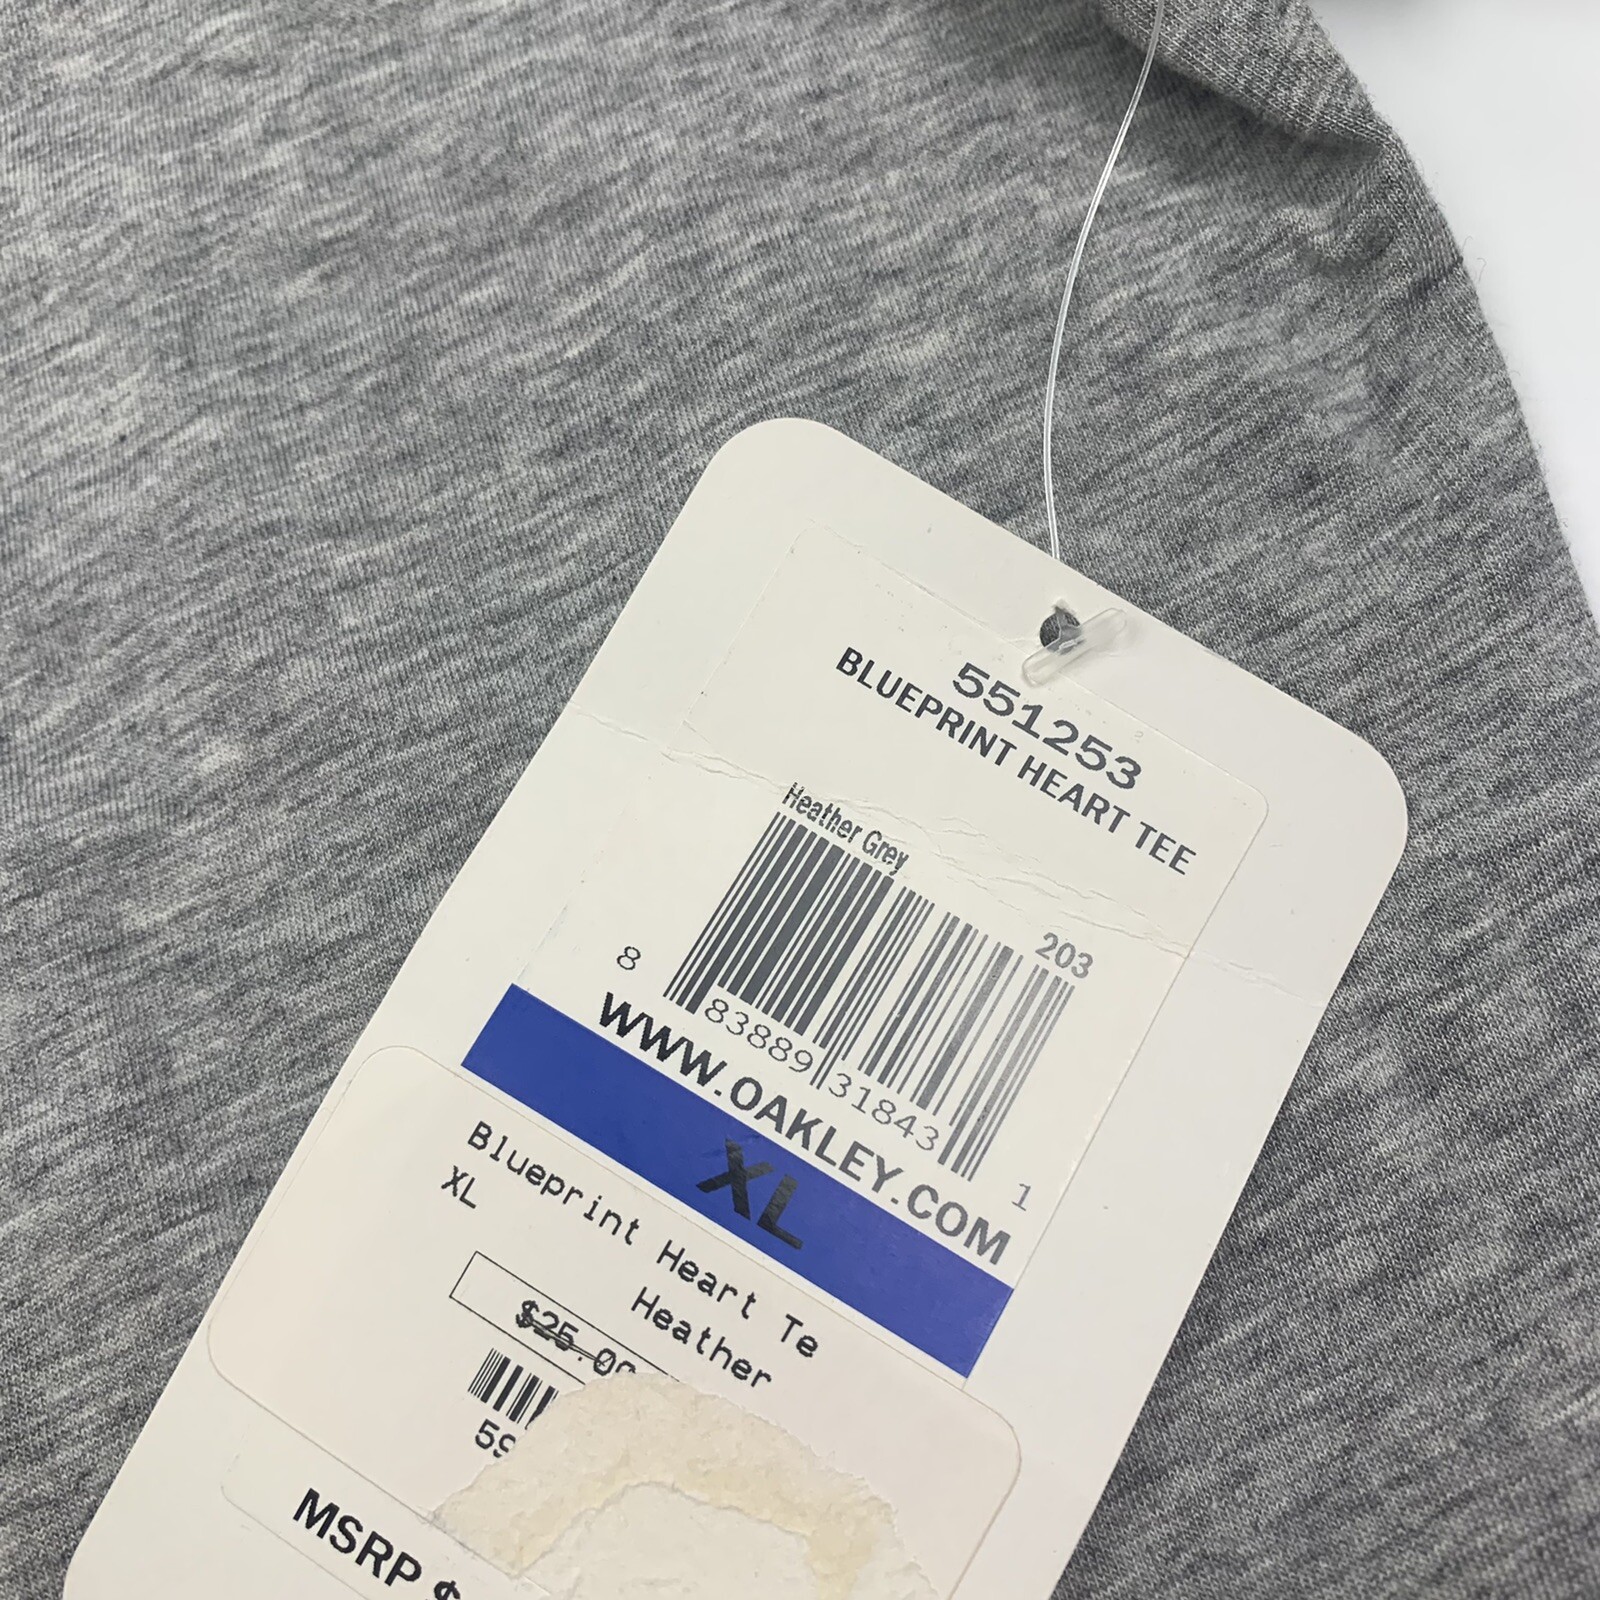 551253
BLUEPRINT HEART TEE
Heather Grey
203
8 83889 31843 1
WWW.OAKLEY.COM
XL
Blueprint Heart Te
XL Heather
$25.00
59
MSRP $